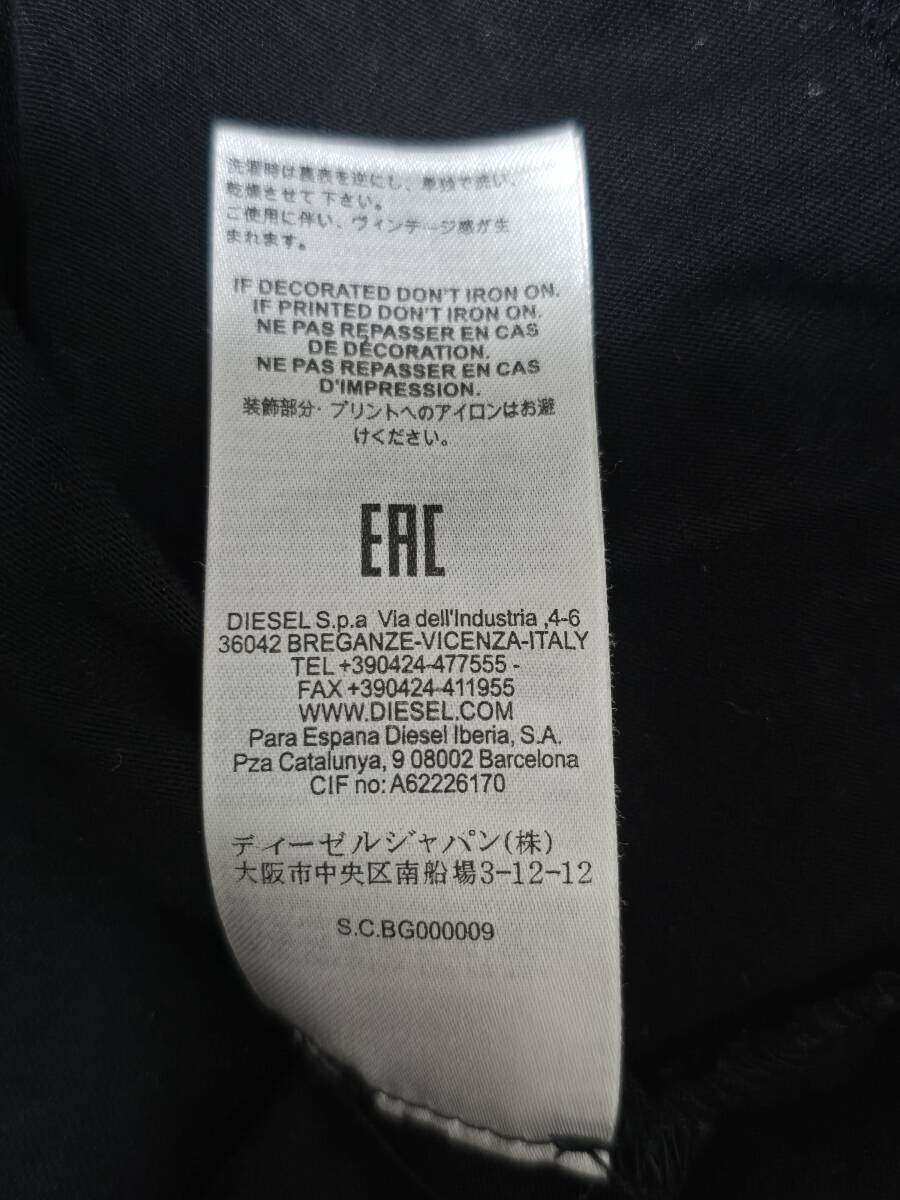 洗濯時は裏衣を逆にし、単独で洗い、
乾燥させて下さい。
ご使用に伴い、ヴィンテージ感が生
まれます。
IF DECORATED DON'T IRON ON.
IF PRINTED DON'T IRON ON.
NE PAS REPASSER EN CAS
DE DÉCORATION.
NE PAS REPASSER EN CAS
D'IMPRESSION.
装飾部分・プリントへのアイロンはお避
けください。
EAC
DIESEL S.p.a Via dell'Industria ,4-6
36042 BREGANZE-VICENZA-ITALY
TEL +390424-477555 -
FAX +390424-411955
WWW.DIESEL.COM
Para Espana Diesel Iberia, S.A.
Pza Catalunya, 9 08002 Barcelona
CIF no: A62226170
ディーゼルジャパン(株)
大阪市中央区南船場3-12-12
S.C.BG000009